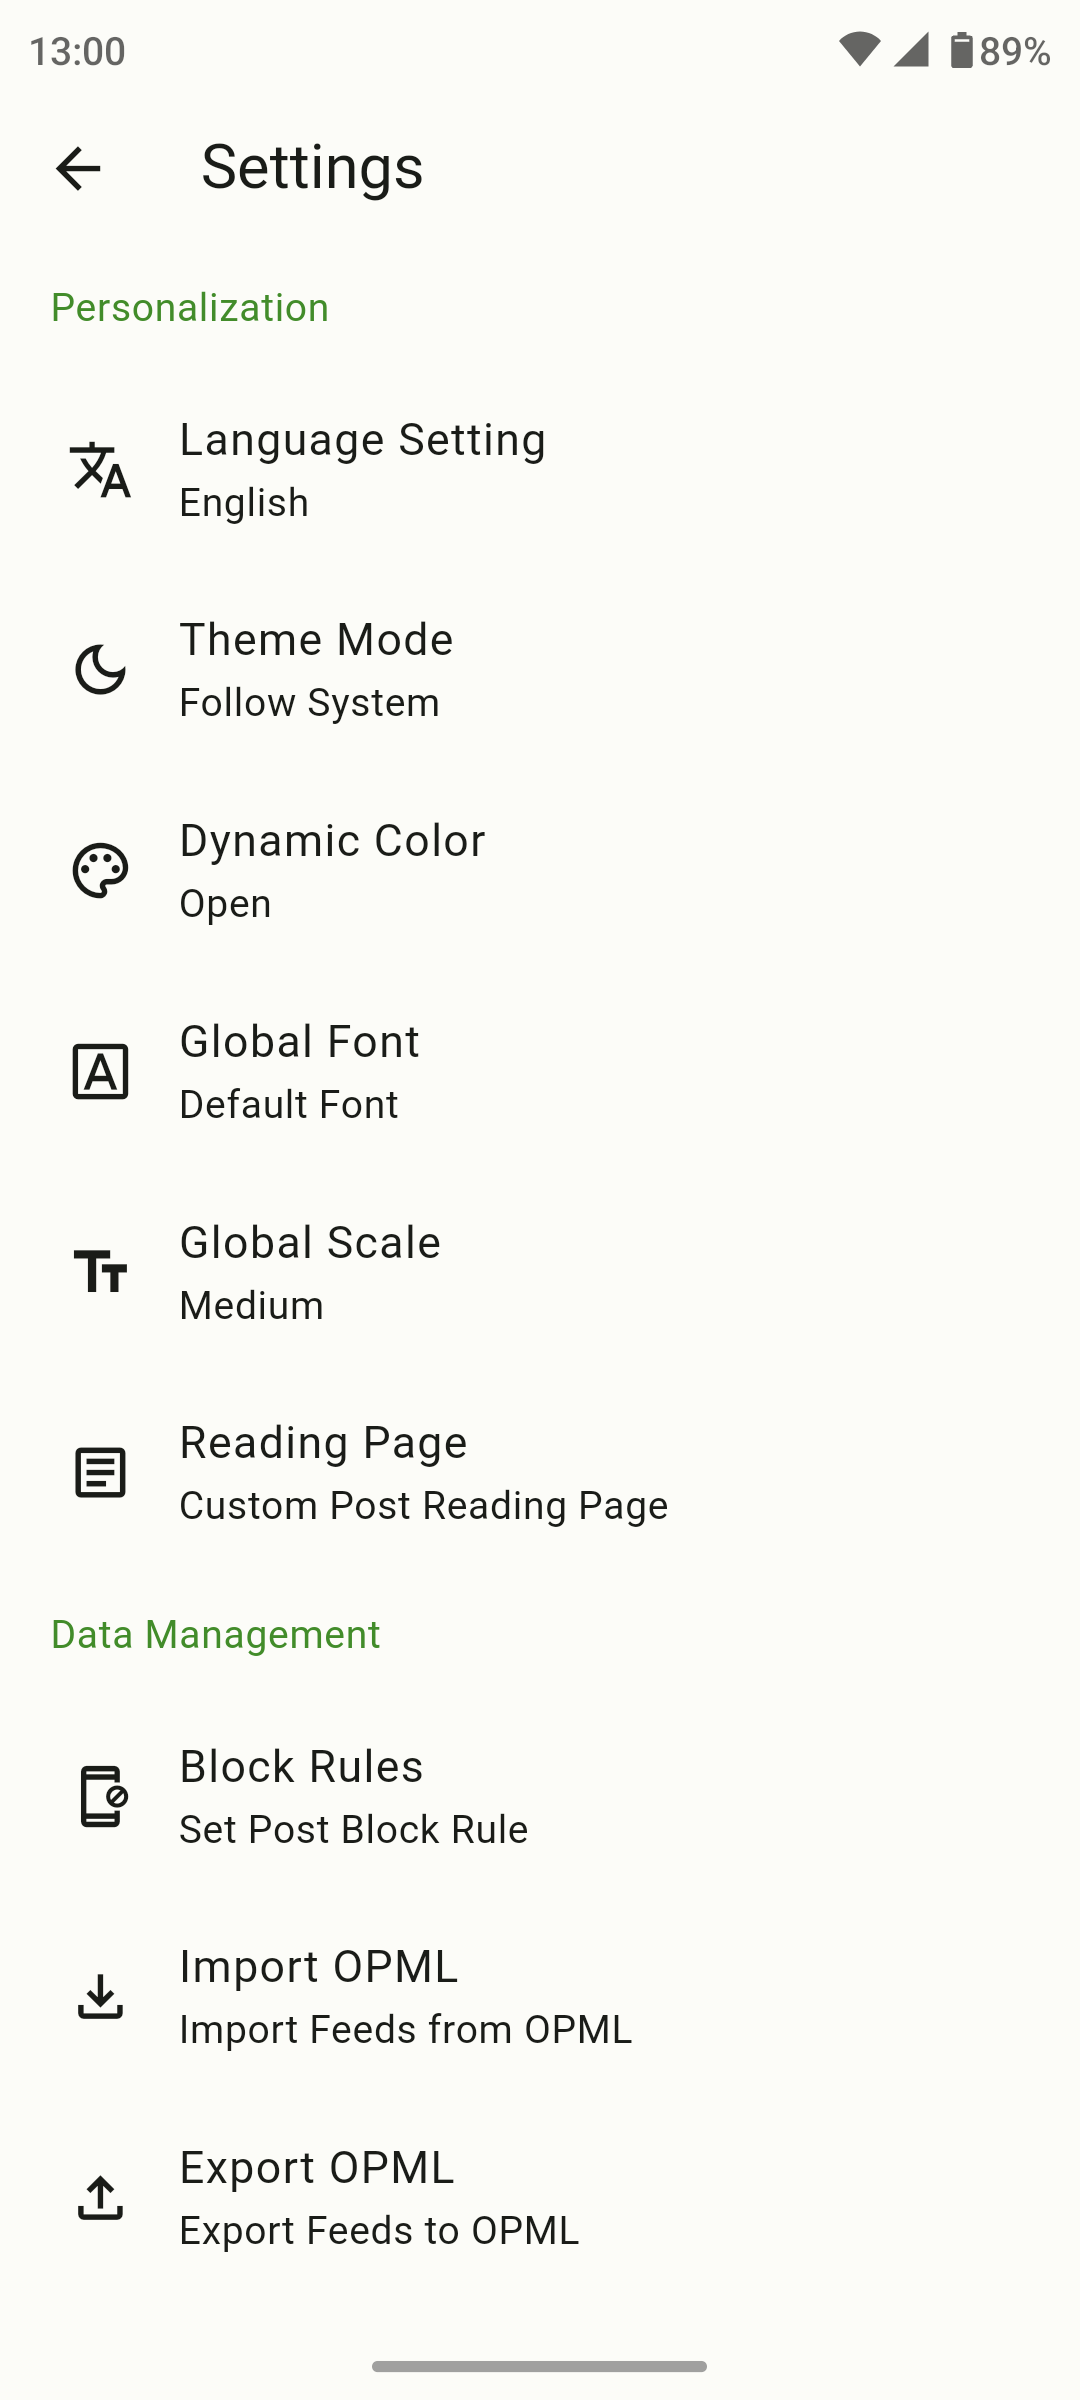 13:00
89%
Settings
Personalization
Language Setting
English
Theme Mode
Follow System
Dynamic Color
Open
Global Font
Default Font
Global Scale
Medium
Reading Page
Custom Post Reading Page
Data Management
Block Rules
Set Post Block Rule
Import OPML
Import Feeds from OPML
Export OPML
Export Feeds to OPML